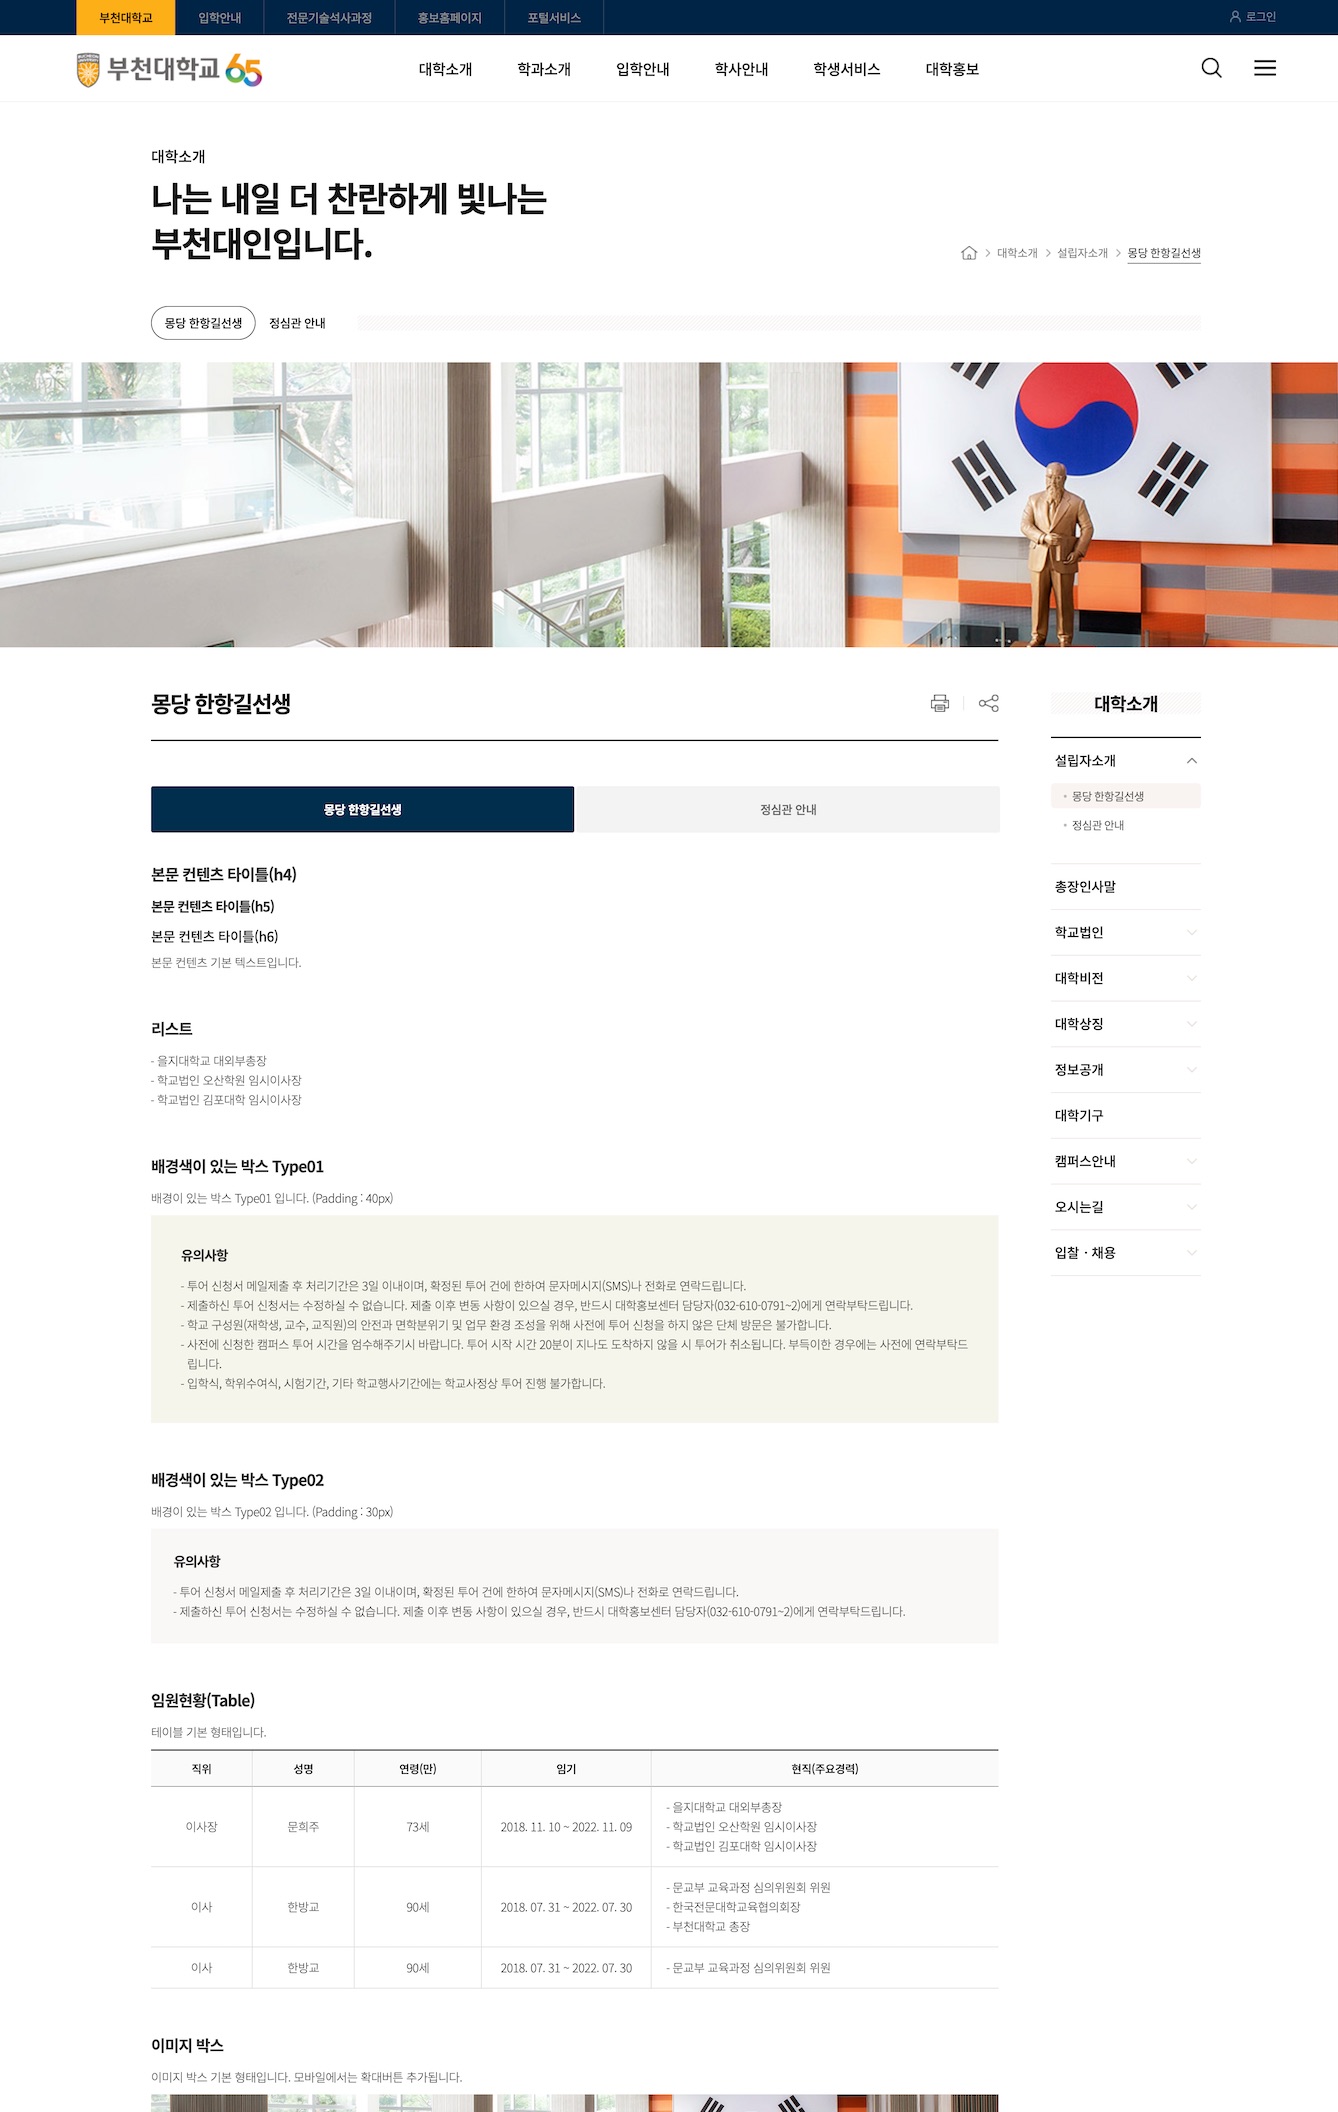 부천대학교
입학안내
전문기술석사과정
홍보홈페이지
포털서비스
로그인
부천대학교 65
대학소개
학과소개
입학안내
학사안내
학생서비스
대학홍보
대학소개
나는 내일 더 찬란하게 빛나는
부천대인입니다.
대학소개
설립자소개
몽당 한항길선생
몽당 한항길선생
정심관 안내
몽당 한항길선생
몽당 한항길선생
정심관 안내
본문 컨텐츠 타이틀(h4)
본문 컨텐츠 타이틀(h5)
본문 컨텐츠 타이틀(h6)
본문 컨텐츠 기본 텍스트입니다.
리스트
- 을지대학교 대외부총장
- 학교법인 오산학원 임시이사장
- 학교법인 김포대학 임시이사장
배경색이 있는 박스 Type01
배경이 있는 박스 Type01 입니다. (Padding : 40px)
유의사항
- 투어 신청서 메일제출 후 처리기간은 3일 이내이며, 확정된 투어 건에 한하여 문자메시지(SMS)나 전화로 연락드립니다.
- 제출하신 투어 신청서는 수정하실 수 없습니다. 제출 이후 변동 사항이 있으실 경우, 반드시 대학홍보센터 담당자(032-610-0791~2)에게 연락부탁드립니다.
- 학교 구성원(재학생, 교수, 교직원)의 안전과 면학분위기 및 업무 환경 조성을 위해 사전에 투어 신청을 하지 않은 단체 방문은 불가합니다.
- 사전에 신청한 캠퍼스 투어 시간을 엄수해주기시 바랍니다. 투어 시작 시간 20분이 지나도 도착하지 않을 시 투어가 취소됩니다. 부득이한 경우에는 사전에 연락부탁드
립니다.
- 입학식, 학위수여식, 시험기간, 기타 학교행사기간에는 학교사정상 투어 진행 불가합니다.
배경색이 있는 박스 Type02
배경이 있는 박스 Type02 입니다. (Padding : 30px)
유의사항
- 투어 신청서 메일제출 후 처리기간은 3일 이내이며, 확정된 투어 건에 한하여 문자메시지(SMS)나 전화로 연락드립니다.
- 제출하신 투어 신청서는 수정하실 수 없습니다. 제출 이후 변동 사항이 있으실 경우, 반드시 대학홍보센터 담당자(032-610-0791~2)에게 연락부탁드립니다.
임원현황(Table)
테이블 기본 형태입니다.
직위 성명 연령(만) 임기 현직(주요경력)
이사장 문희주 73세 2018. 11. 10 ~ 2022. 11. 09
- 을지대학교 대외부총장
- 학교법인 오산학원 임시이사장
- 학교법인 김포대학 임시이사장
이사 한방교 90세 2018. 07. 31 ~ 2022. 07. 30
- 문교부 교육과정 심의위원회 위원
- 한국전문대학교육협의회장
- 부천대학교 총장
이사 한방교 90세 2018. 07. 31 ~ 2022. 07. 30 - 문교부 교육과정 심의위원회 위원
이미지 박스
이미지 박스 기본 형태입니다. 모바일에서는 확대버튼 추가됩니다.
대학소개
설립자소개
몽당 한항길선생
정심관 안내
총장인사말
학교법인
대학비전
대학상징
정보공개
대학기구
캠퍼스안내
오시는길
입찰 · 채용